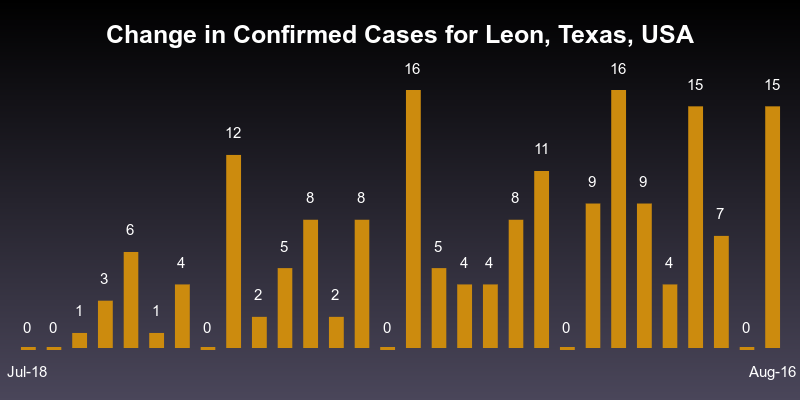 Change in Confirmed Cases for Leon, Texas, USA
0 0 1 3 6 1 4 0 12 2 5 8 2 8 0 16 5 4 4 8 11 0 9 16 9 4 15 7 0 15
Jul-18 Aug-16